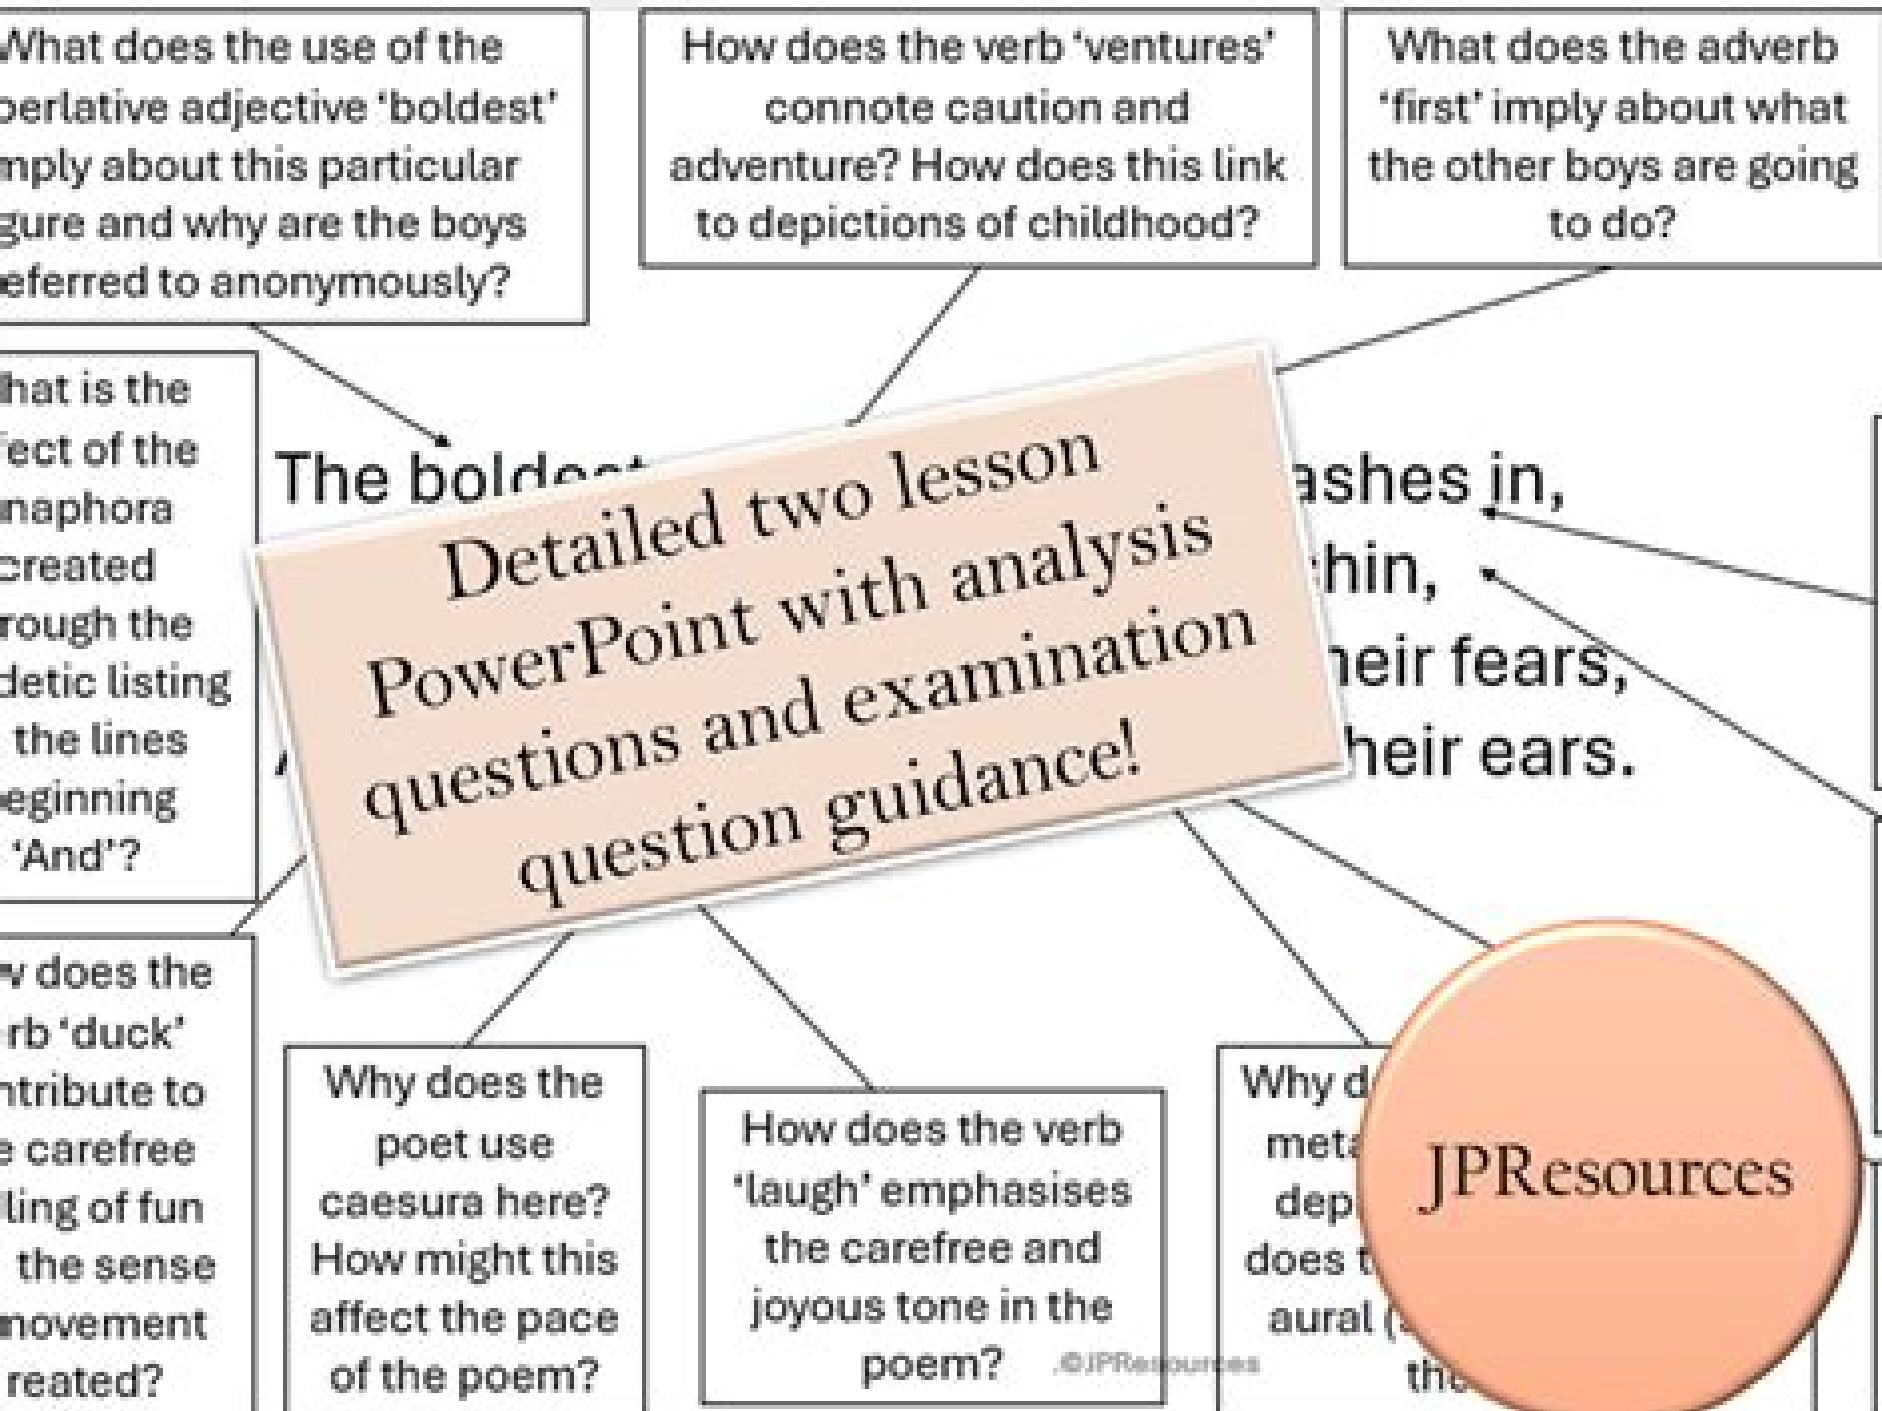 What does the use of the
perlative adjective ‘boldest’
mply about this particular
gure and why are the boys
eferred to anonymously?
How does the verb ‘ventures’
connote caution and
adventure? How does this link
to depictions of childhood?
What does the adverb
‘first’ imply about what
the other boys are going
to do?
hat is the
fect of the
naphora
created
rough the
detic listing
the lines
eginning
‘And’?
The boldest
ashes in,
chin,
heir fears,
heir ears.
Detailed two lesson
PowerPoint with analysis
questions and examination
question guidance!
w does the
rb ‘duck’
ntribute to
e carefree
ling of fun
the sense
movement
reated?
Why does the
poet use
caesura here?
How might this
affect the pace
of the poem?
How does the verb
‘laugh’ emphasises
the carefree and
joyous tone in the
poem?
©JPResources
Why d
meta
dep
does t
aural (
the
JPResources